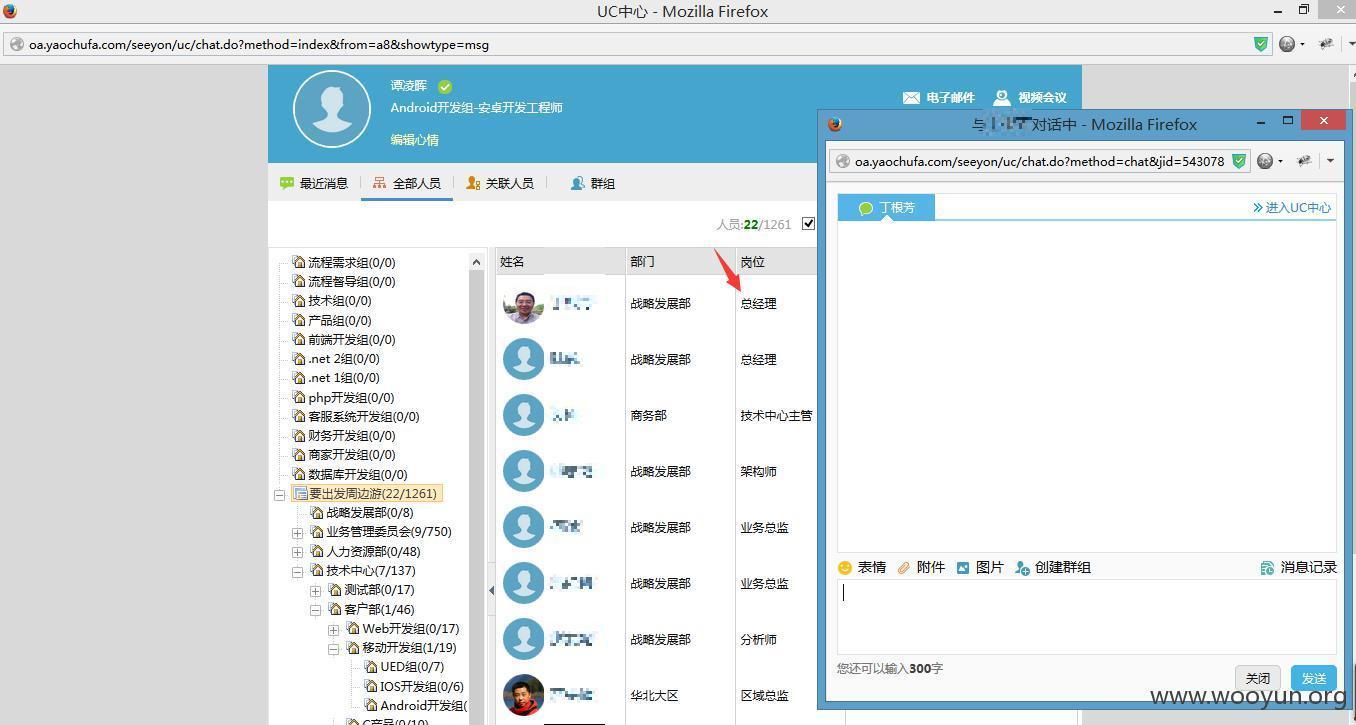 UC中心 - Mozilla Firefox
oa.yaochufa.com/seeyon/uc/chat.do?method=index&from=a8&showtype=msg
谭凌晖
Android开发组-安卓开发工程师
编辑心情
电子邮件 视频会议
最近消息 全部人员 关联人员 群组
人员:22/1261
姓名 部门 岗位
流程需求组(0/0)
流程督导组(0/0)
技术组(0/0)
产品组(0/0)
前端开发组(0/0)
.net 2组(0/0)
.net 1组(0/0)
php开发组(0/0)
客服系统开发组(0/0)
财务开发组(0/0)
商家开发组(0/0)
数据库开发组(0/0)
要出发周边游(22/1261)
战略发展部(0/8)
业务管理委员会(9/750)
人力资源部(0/48)
技术中心(7/137)
测试部(0/17)
客户部(1/46)
Web开发组(0/17)
移动开发组(1/19)
UED组(0/7)
IOS开发组(0/6)
Android开发组(
C产品(0/10)
战略发展部 总经理
战略发展部 总经理
商务部 技术中心主管
战略发展部 架构师
战略发展部 业务总监
战略发展部 业务总监
战略发展部 分析师
华北大区 区域总监
与 对话中 - Mozilla Firefox
oa.yaochufa.com/seeyon/uc/chat.do?method=chat&jid=543078
丁根芳
进入UC中心
表情 附件 图片 创建群组 消息记录
您还可以输入300字
关闭 发送
www.wooyun.org